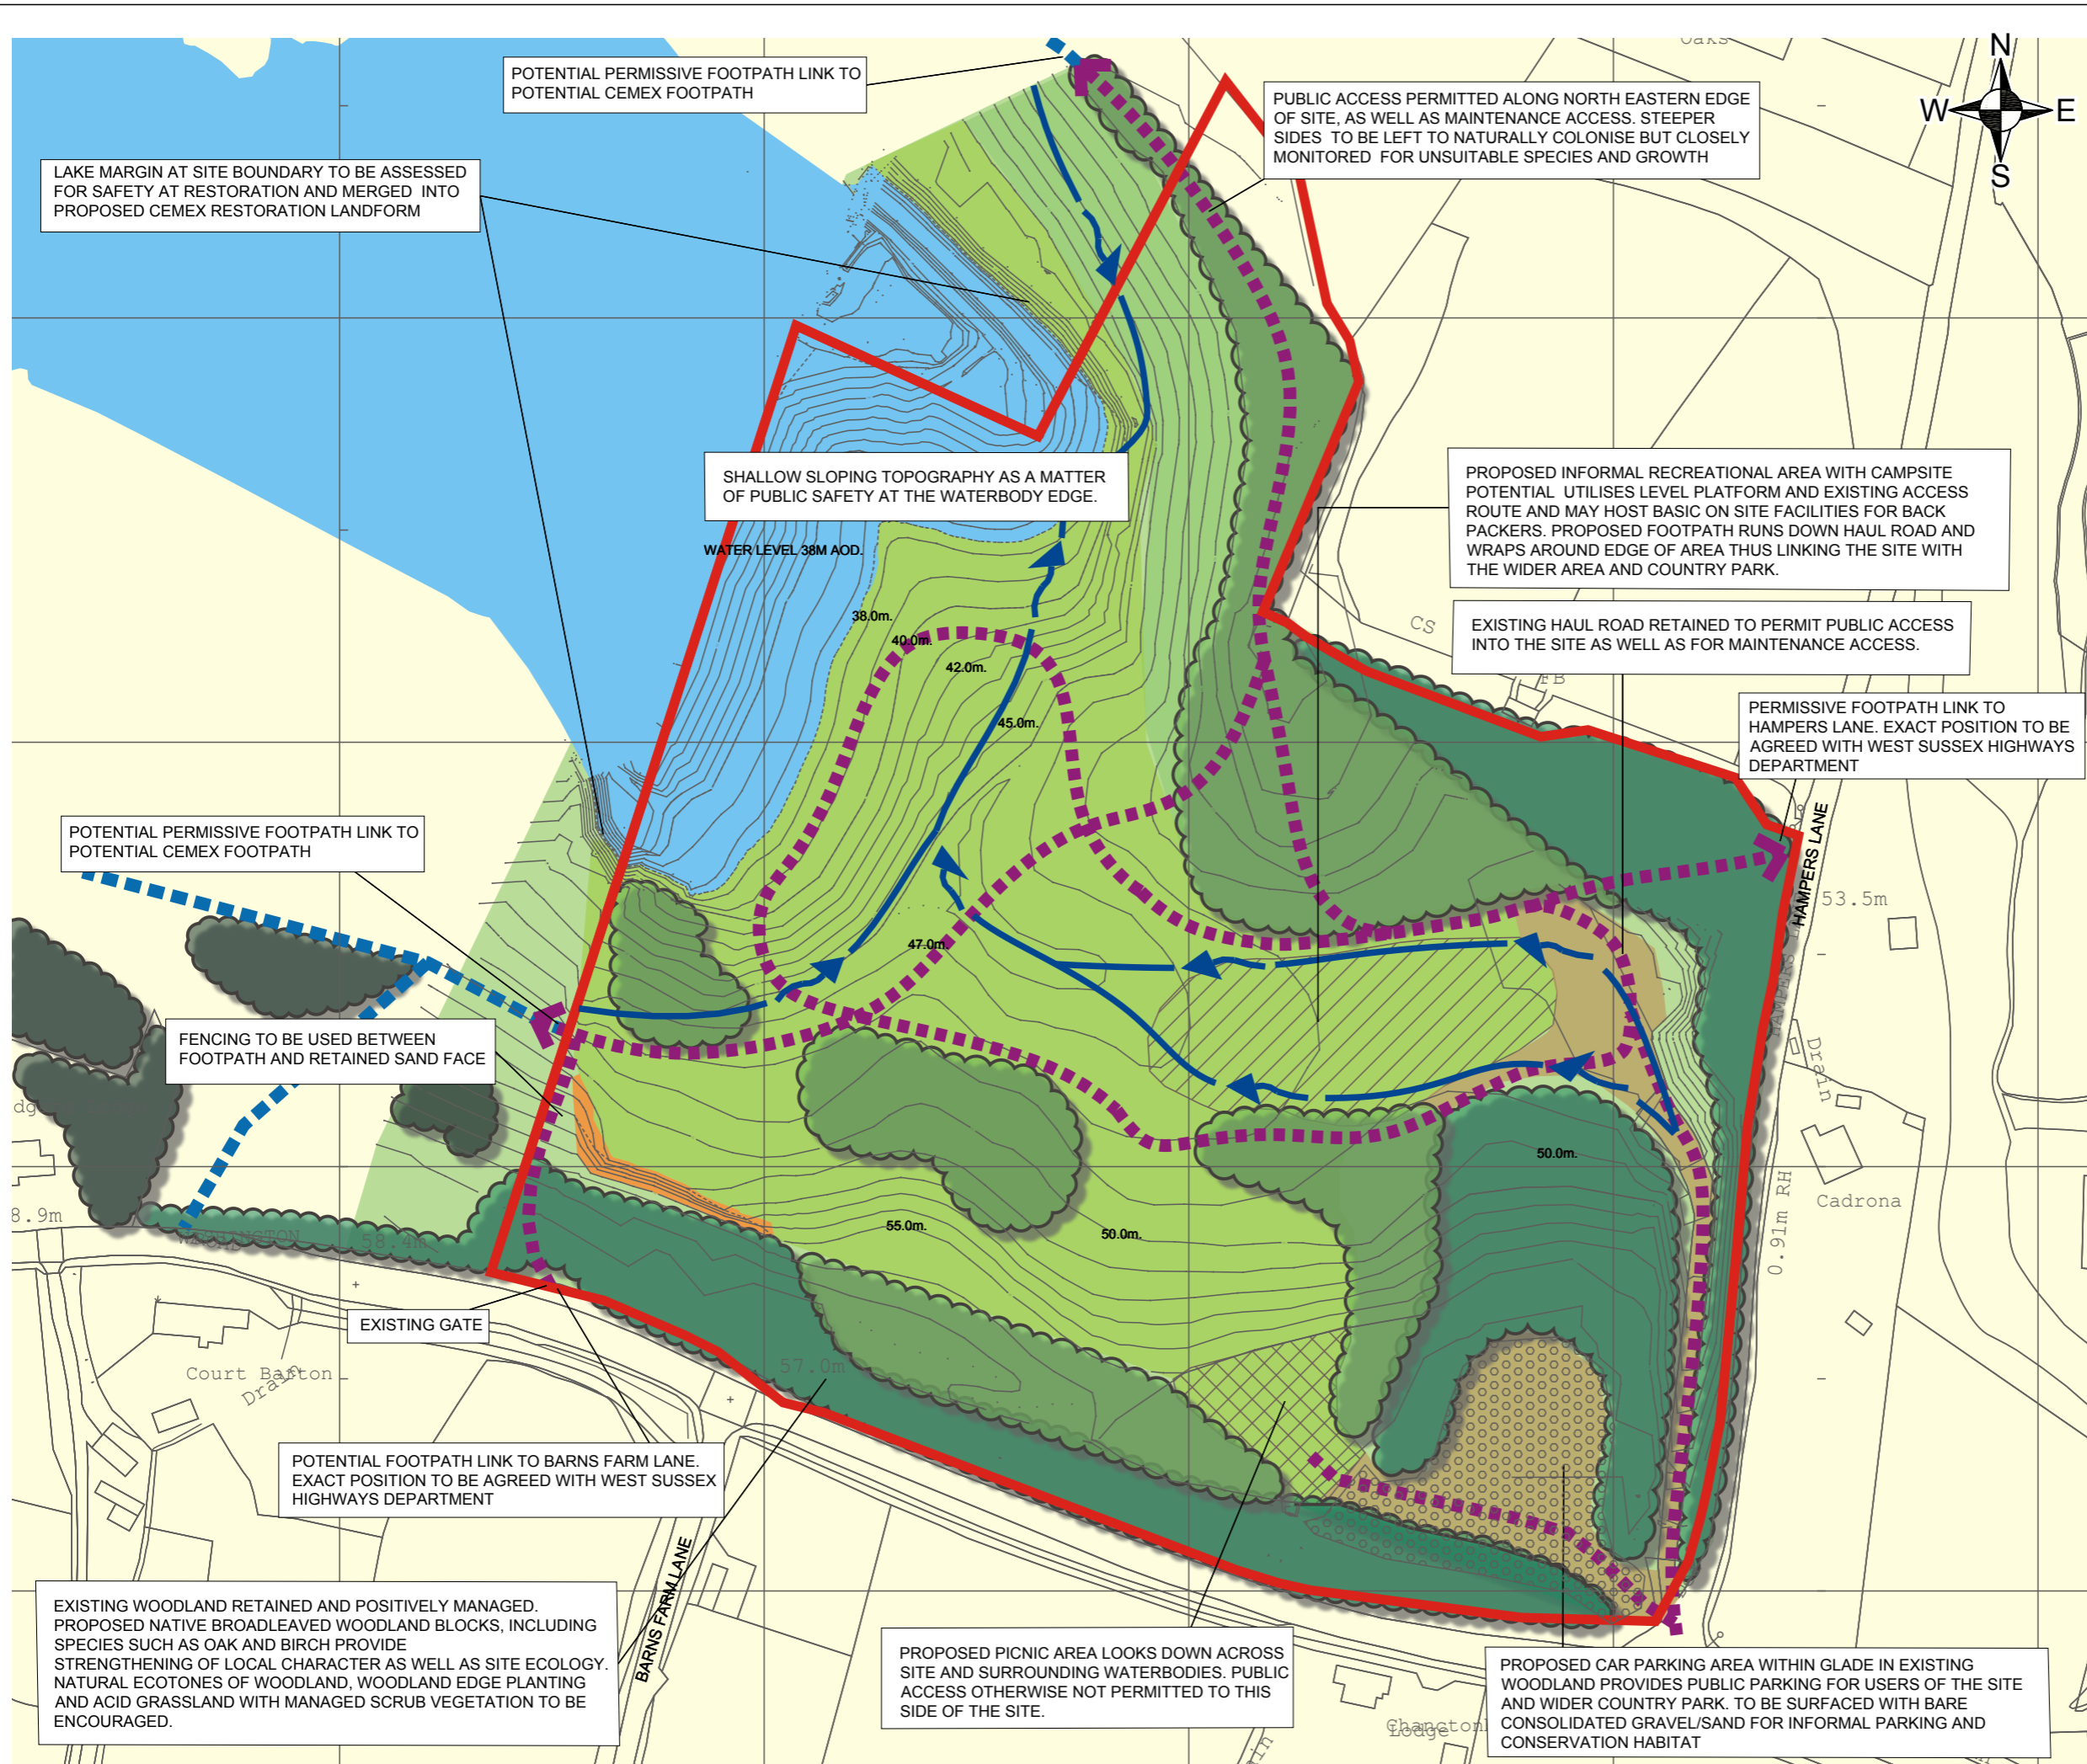 Oaks
N
W
E
S
POTENTIAL PERMISSIVE FOOTPATH LINK TO
POTENTIAL CEMEX FOOTPATH
PUBLIC ACCESS PERMITTED ALONG NORTH EASTERN EDGE
OF SITE, AS WELL AS MAINTENANCE ACCESS. STEEPER
SIDES TO BE LEFT TO NATURALLY COLONISE BUT CLOSELY
MONITORED FOR UNSUITABLE SPECIES AND GROWTH
LAKE MARGIN AT SITE BOUNDARY TO BE ASSESSED
FOR SAFETY AT RESTORATION AND MERGED INTO
PROPOSED CEMEX RESTORATION LANDFORM
SHALLOW SLOPING TOPOGRAPHY AS A MATTER
OF PUBLIC SAFETY AT THE WATERBODY EDGE.
PROPOSED INFORMAL RECREATIONAL AREA WITH CAMPSITE
POTENTIAL UTILISES LEVEL PLATFORM AND EXISTING ACCESS
ROUTE AND MAY HOST BASIC ON SITE FACILITIES FOR BACK
PACKERS. PROPOSED FOOTPATH RUNS DOWN HAUL ROAD AND
WRAPS AROUND EDGE OF AREA THUS LINKING THE SITE WITH
THE WIDER AREA AND COUNTRY PARK.
WATER LEVEL 38M AOD.
38.0m.
40.0m.
42.0m.
45.0m.
CS
EXISTING HAUL ROAD RETAINED TO PERMIT PUBLIC ACCESS
INTO THE SITE AS WELL AS FOR MAINTENANCE ACCESS.
FB
PERMISSIVE FOOTPATH LINK TO
HAMPERS LANE. EXACT POSITION TO BE
AGREED WITH WEST SUSSEX HIGHWAYS
DEPARTMENT
HAMPERS LANE
53.5m
POTENTIAL PERMISSIVE FOOTPATH LINK TO
POTENTIAL CEMEX FOOTPATH
47.0m.
FENCING TO BE USED BETWEEN
FOOTPATH AND RETAINED SAND FACE
Drain
50.0m.
Cadrona
0.91m RH
8.9m
58.4m
55.0m.
50.0m.
EXISTING GATE
57.0m
Court Barton
Drain
POTENTIAL FOOTPATH LINK TO BARNS FARM LANE.
EXACT POSITION TO BE AGREED WITH WEST SUSSEX
HIGHWAYS DEPARTMENT
BARNS FARM LANE
EXISTING WOODLAND RETAINED AND POSITIVELY MANAGED.
PROPOSED NATIVE BROADLEAVED WOODLAND BLOCKS, INCLUDING
SPECIES SUCH AS OAK AND BIRCH PROVIDE
STRENGTHENING OF LOCAL CHARACTER AS WELL AS SITE ECOLOGY.
NATURAL ECOTONES OF WOODLAND, WOODLAND EDGE PLANTING
AND ACID GRASSLAND WITH MANAGED SCRUB VEGETATION TO BE
ENCOURAGED.
PROPOSED PICNIC AREA LOOKS DOWN ACROSS
SITE AND SURROUNDING WATERBODIES. PUBLIC
ACCESS OTHERWISE NOT PERMITTED TO THIS
SIDE OF THE SITE.
PROPOSED CAR PARKING AREA WITHIN GLADE IN EXISTING
WOODLAND PROVIDES PUBLIC PARKING FOR USERS OF THE SITE
AND WIDER COUNTRY PARK. TO BE SURFACED WITH BARE
CONSOLIDATED GRAVEL/SAND FOR INFORMAL PARKING AND
CONSERVATION HABITAT
Lodge